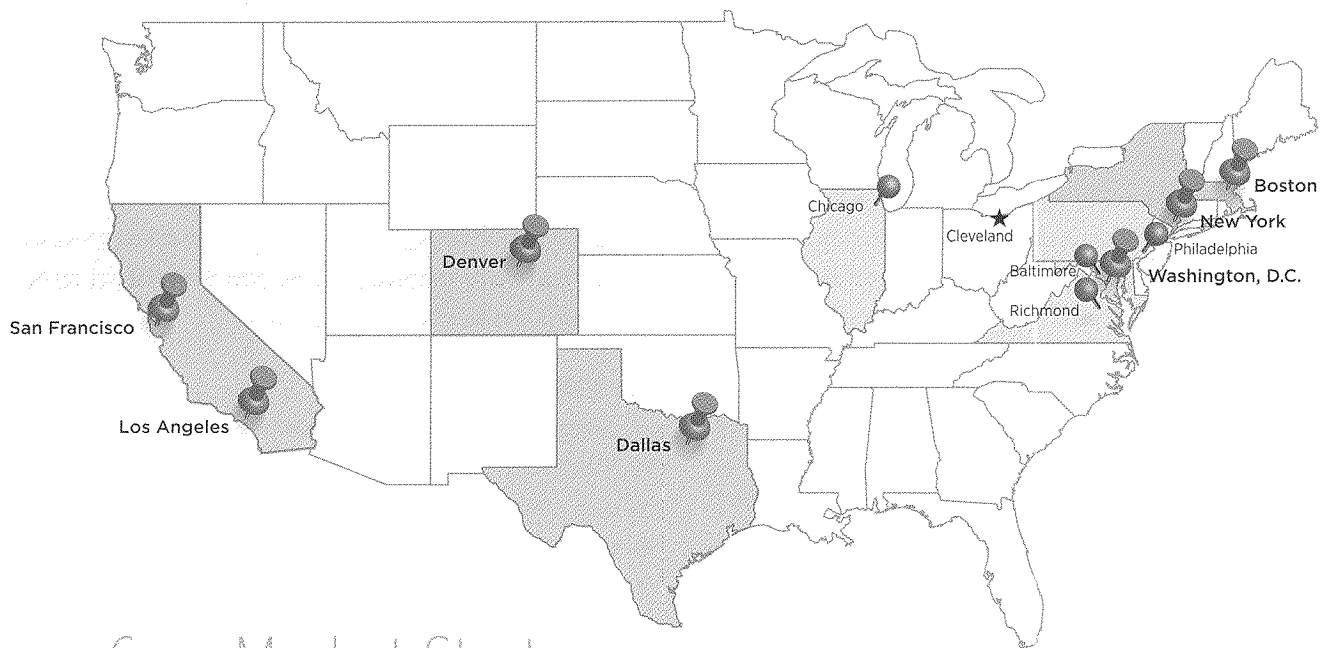 Boston
Chicago
New York
Cleveland
Philadelphia
Denver
Baltimore
Washington, D.C.
Richmond
San Francisco
Los Angeles
Dallas